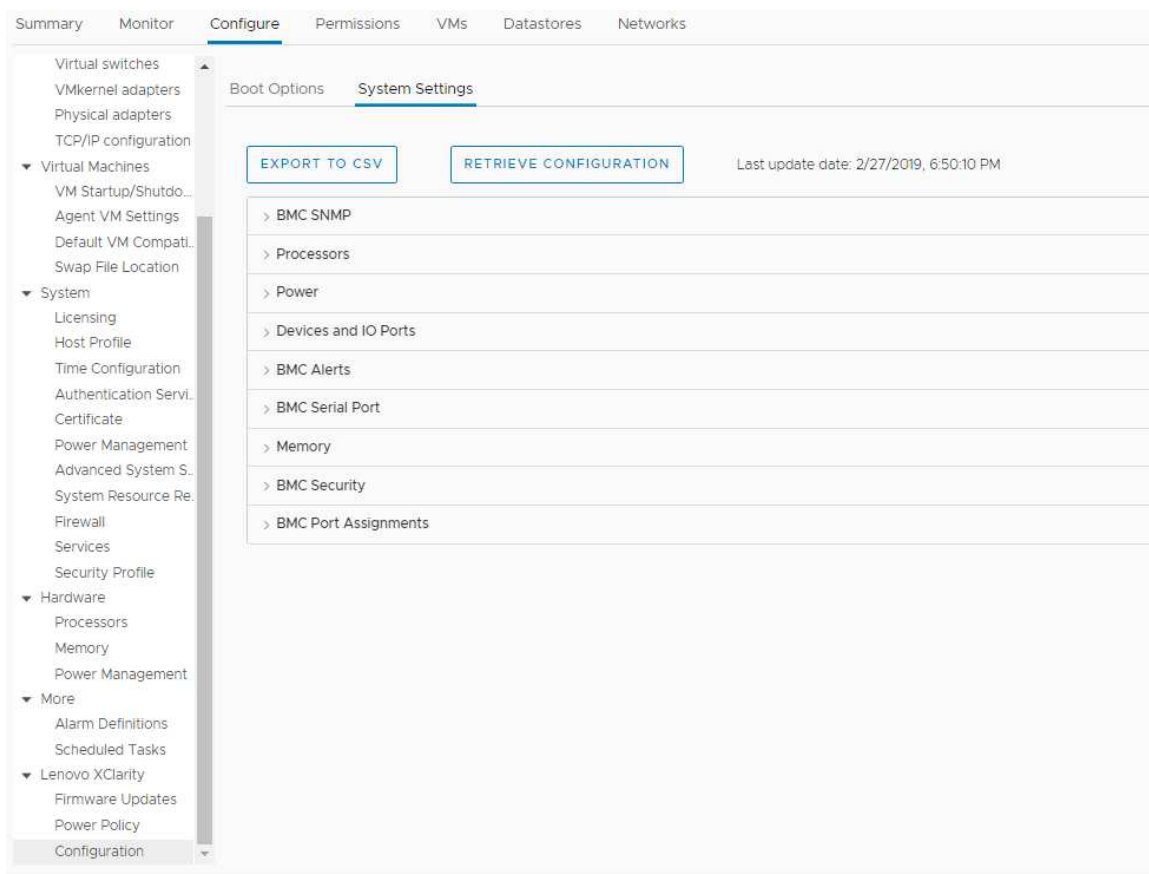 Summary Monitor Configure Permissions VMs Datastores Networks
Virtual switches
VMkernel adapters
Physical adapters
TCP/IP configuration
Virtual Machines
VM Startup/Shutdo...
Agent VM Settings
Default VM Compati..
Swap File Location
System
Licensing
Host Profile
Time Configuration
Authentication Servi..
Certificate
Power Management
Advanced System S..
System Resource Re.
Firewall
Services
Security Profile
Hardware
Processors
Memory
Power Management
More
Alarm Definitions
Scheduled Tasks
Lenovo XClarity
Firmware Updates
Power Policy
Configuration
Boot Options System Settings
EXPORT TO CSV RETRIEVE CONFIGURATION Last update date: 2/27/2019, 6:50:10 PM
BMC SNMP
Processors
Power
Devices and IO Ports
BMC Alerts
BMC Serial Port
Memory
BMC Security
BMC Port Assignments